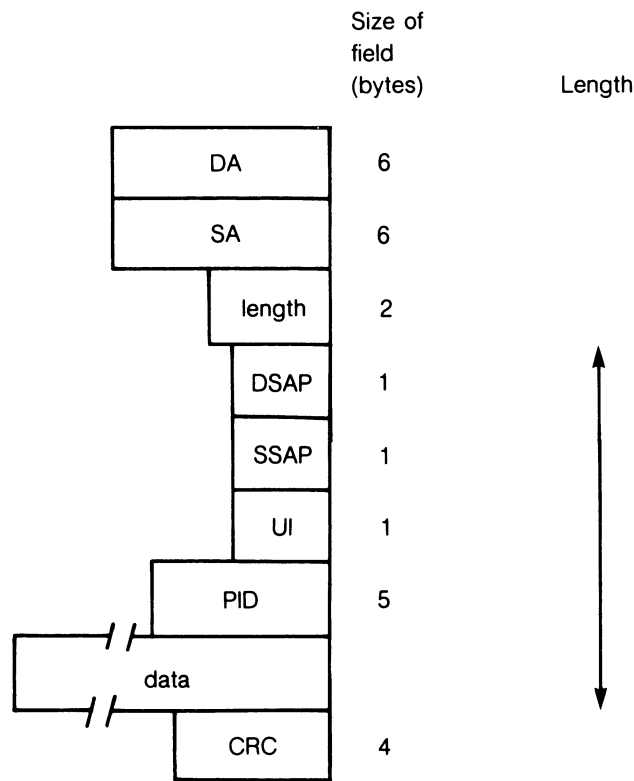 Size of
field
(bytes)
Length
DA 6
SA 6
length 2
DSAP 1
SSAP 1
UI 1
PID 5
data
CRC 4